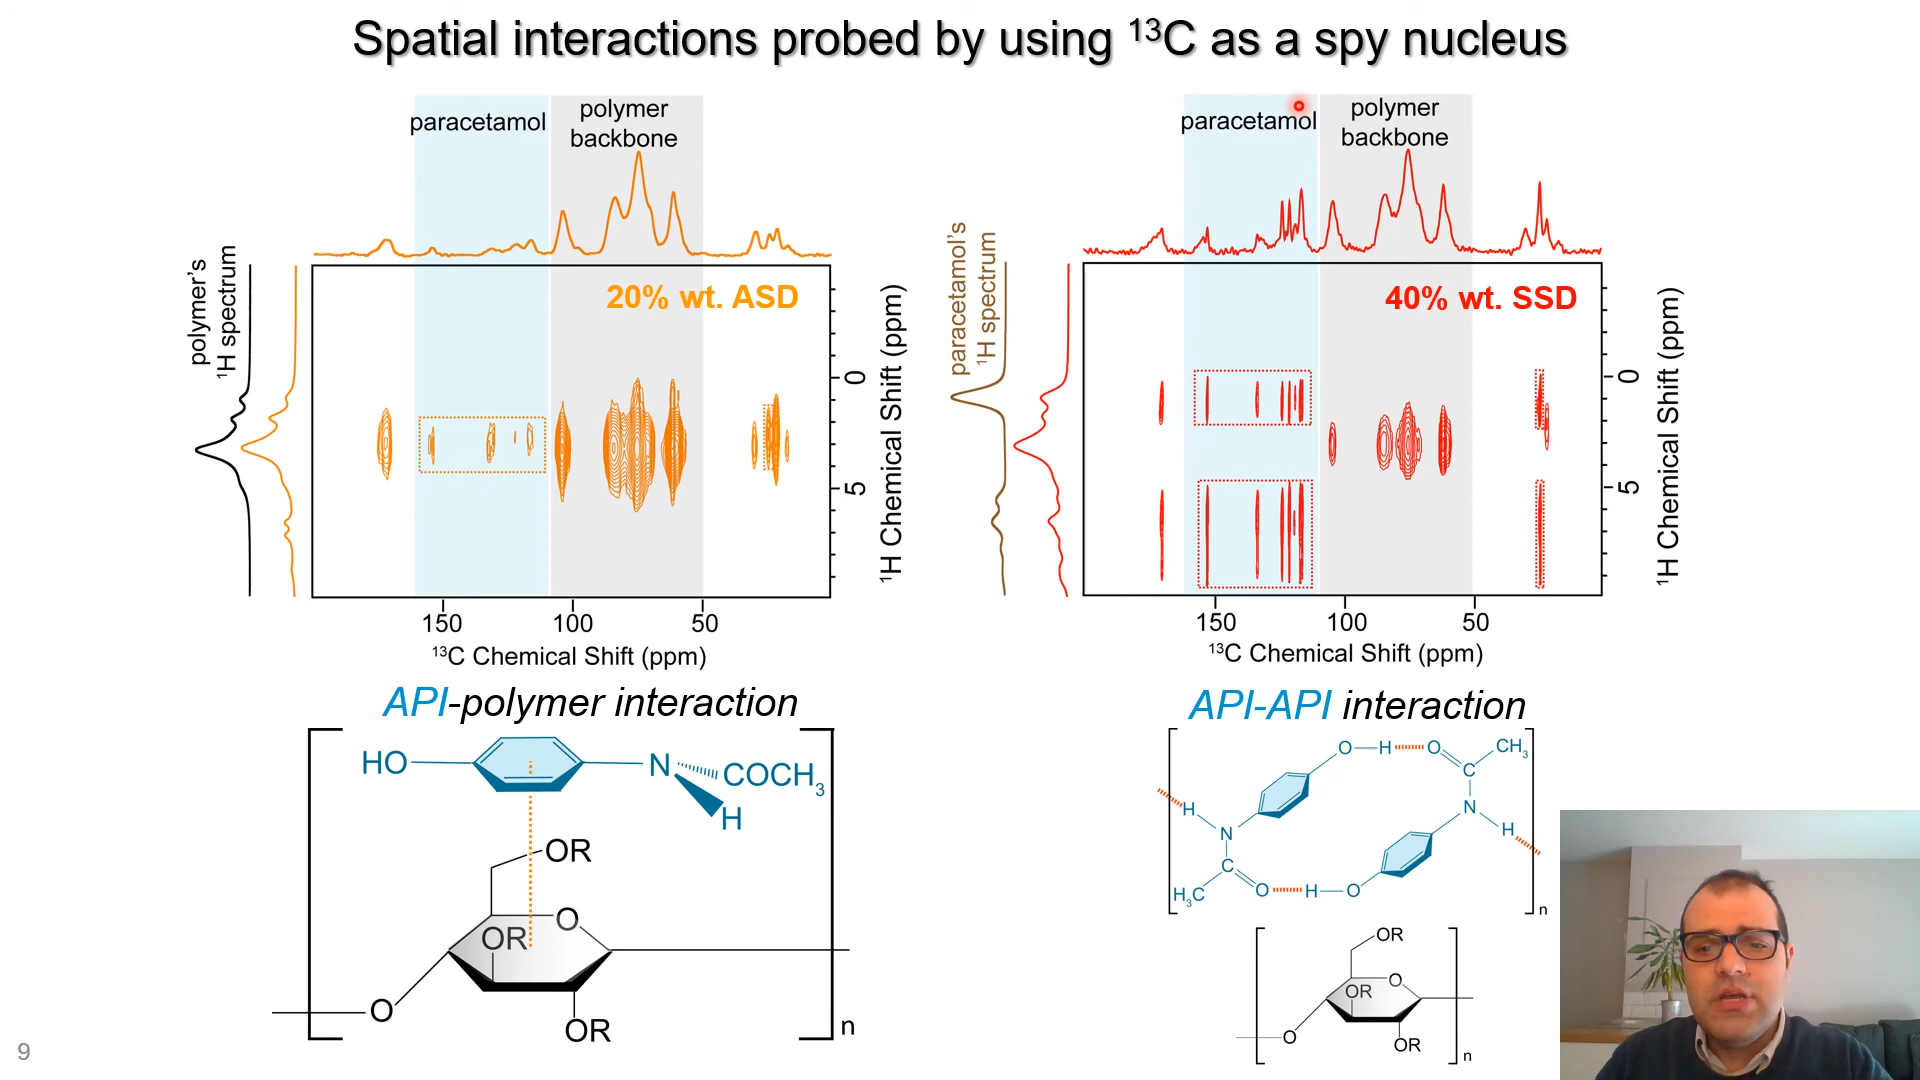 Spatial interactions probed by using ¹³C as a spy nucleus
paracetamol
polymer
backbone
polymer's
¹H spectrum
20% wt. ASD
0
5
¹H Chemical Shift (ppm)
150
100
50
¹³C Chemical Shift (ppm)
paracetamol
polymer
backbone
paracetamol's
¹H spectrum
40% wt. SSD
0
5
¹H Chemical Shift (ppm)
150
100
50
¹³C Chemical Shift (ppm)
API-polymer interaction
HO
N
COCH₃
H
OR
O
OR
O
OR
n
API-API interaction
O
H
O
CH₃
C
H
N
N
H
C
H₃C
O
H
O
n
OR
O
OR
O
OR
n
9